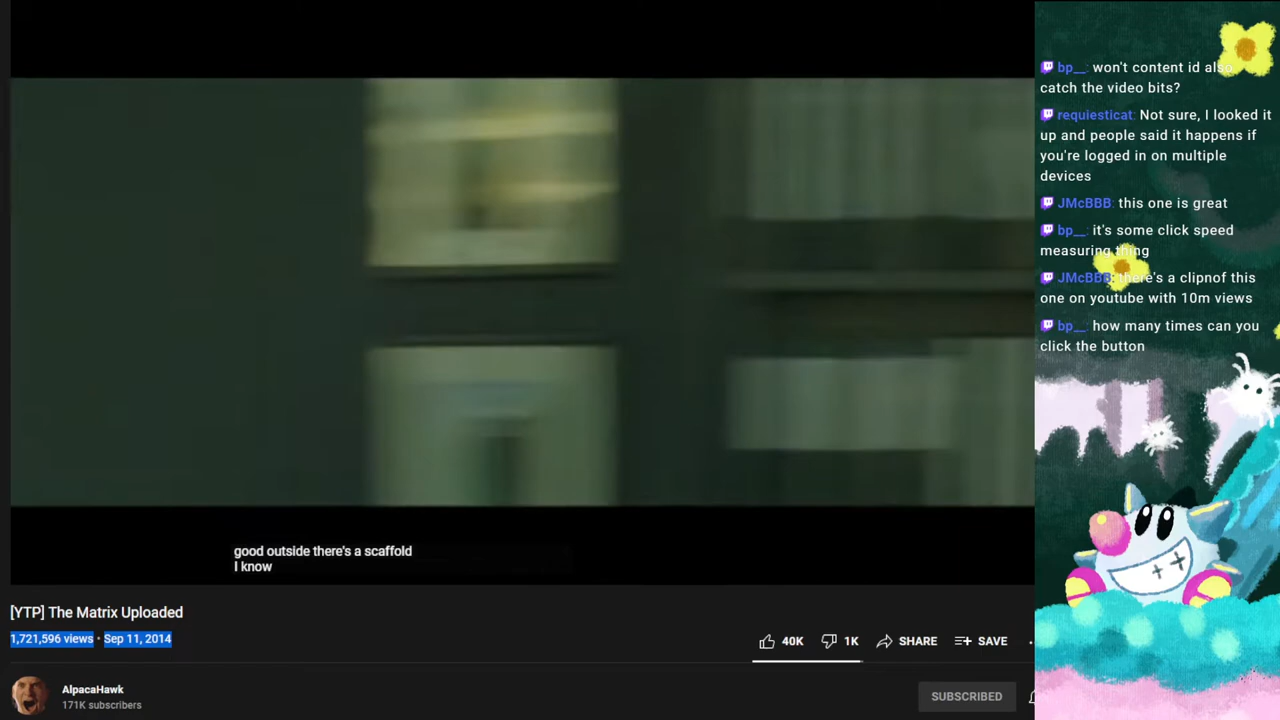 good outside there's a scaffold
I know
[YTP] The Matrix Uploaded
1,721,596 views • Sep 11, 2014
40K
1K
SHARE
SAVE
AlpacaHawk
171K subscribers
SUBSCRIBED
bp__: won't content id also
catch the video bits?
requiesticat: Not sure, I looked it
up and people said it happens if
you're logged in on multiple
devices
JMcBBB: this one is great
bp__: it's some click speed
measuring thing
JMcBBB: there's a clipnof this
one on youtube with 10m views
bp__: how many times can you
click the button